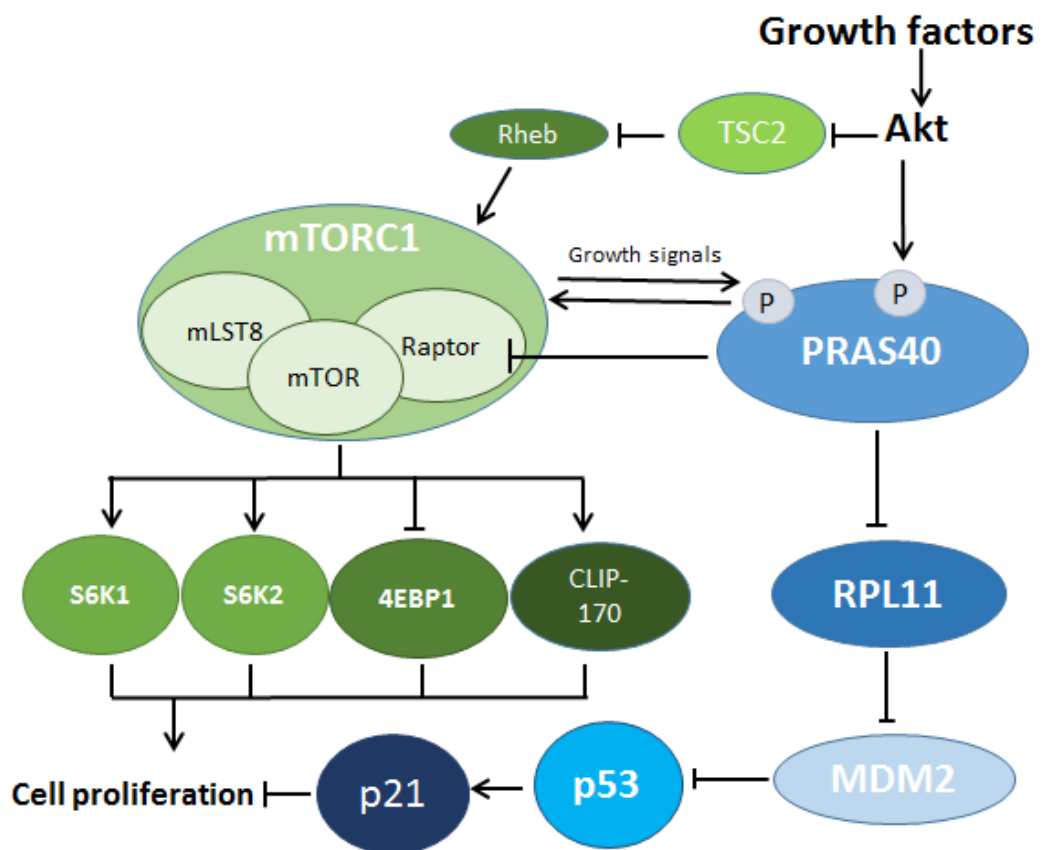 Growth factors
Akt
TSC2
Rheb
mTORC1
Growth signals
P
P
mLST8
Raptor
mTOR
PRAS40
S6K1
S6K2
4EBP1
CLIP-
170
RPL11
Cell proliferation
p21
p53
MDM2